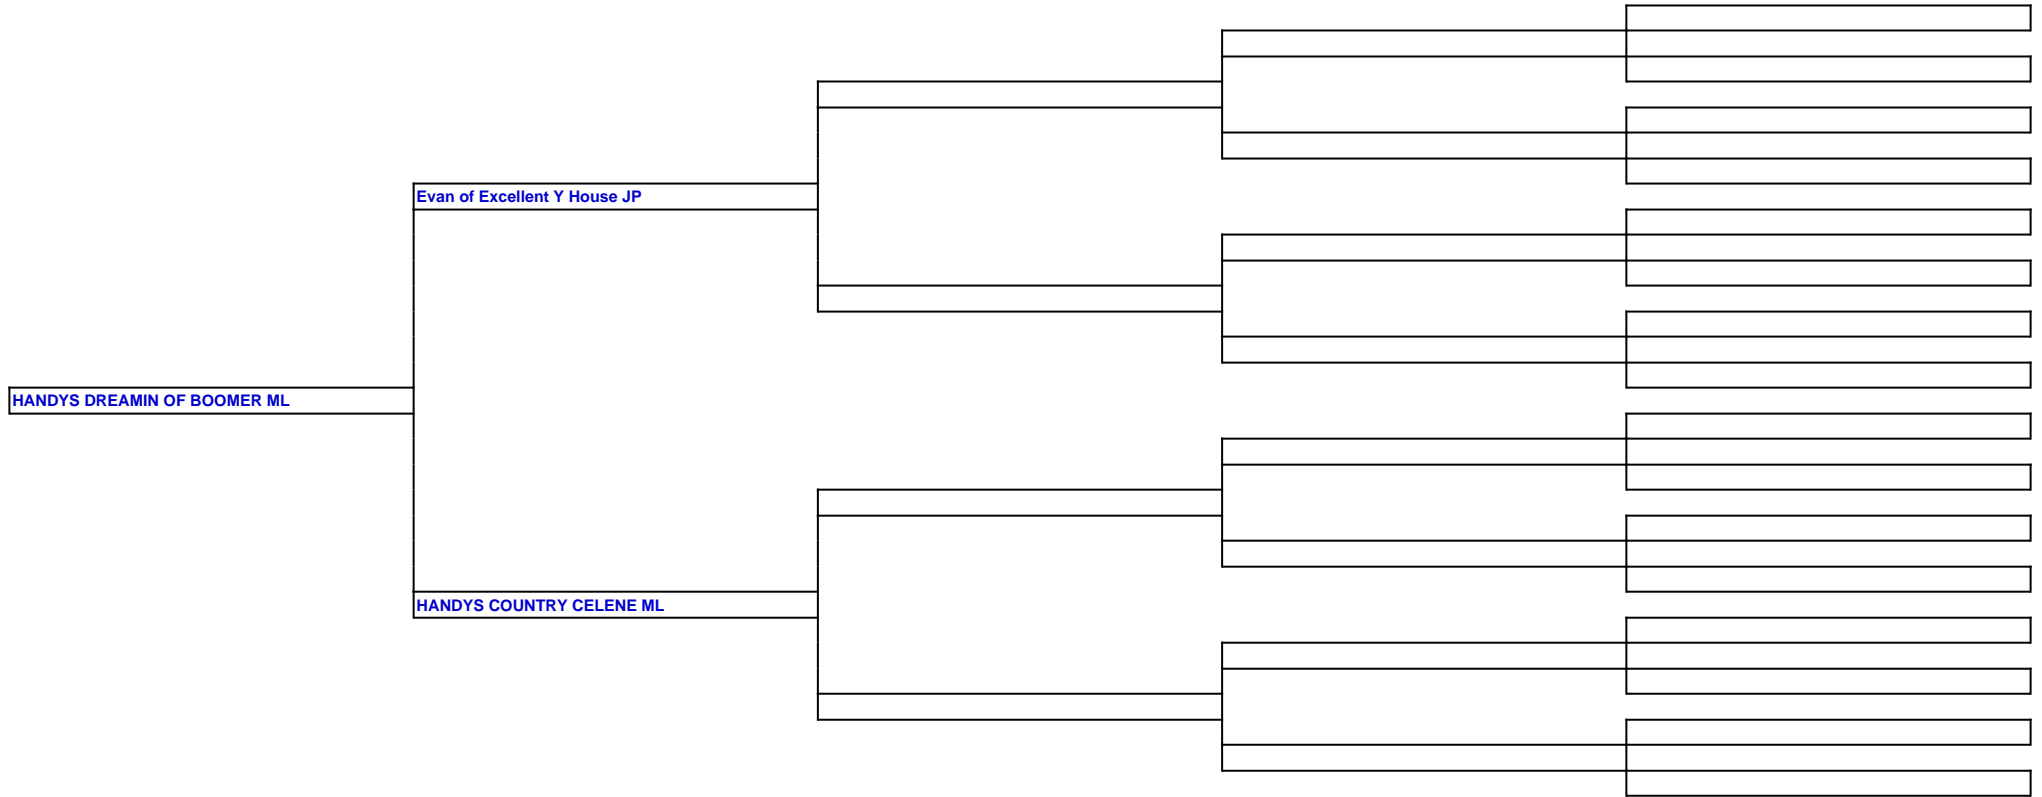 Evan of Excellent Y House JP
HANDYS DREAMIN OF BOOMER ML
HANDYS COUNTRY CELENE ML